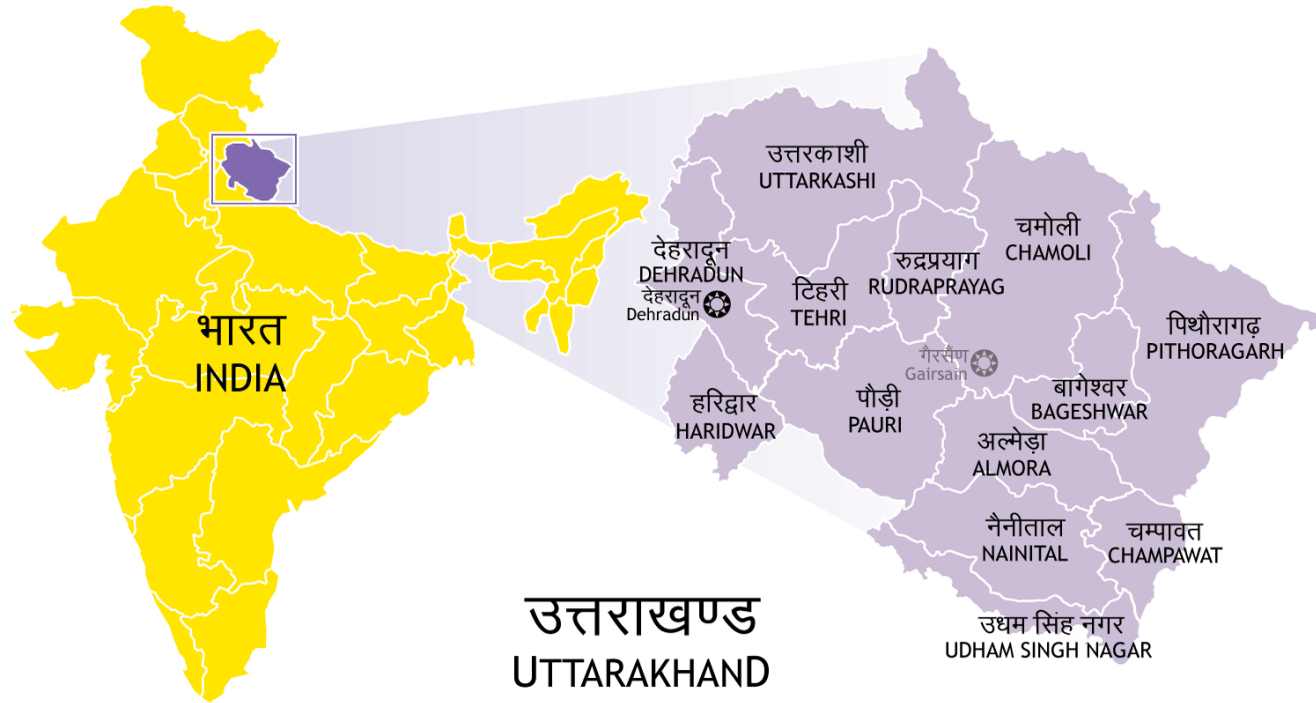 भारत
INDIA
उत्तराखण्ड
UTTARAKHAND
उत्तरकाशी
UTTARKASHI
चमोली
CHAMOLI
देहरादून
DEHRADUN
देहरादून
Dehradun
टिहरी
TEHRI
रुद्रप्रयाग
RUDRAPRAYAG
पिथौरागढ़
PITHORAGARH
गैरसैंण
Gairsain
हरिद्वार
HARIDWAR
पौड़ी
PAURI
बागेश्वर
BAGESHWAR
अल्मेड़ा
ALMORA
नैनीताल
NAINITAL
चम्पावत
CHAMPAWAT
उधम सिंह नगर
UDHAM SINGH NAGAR